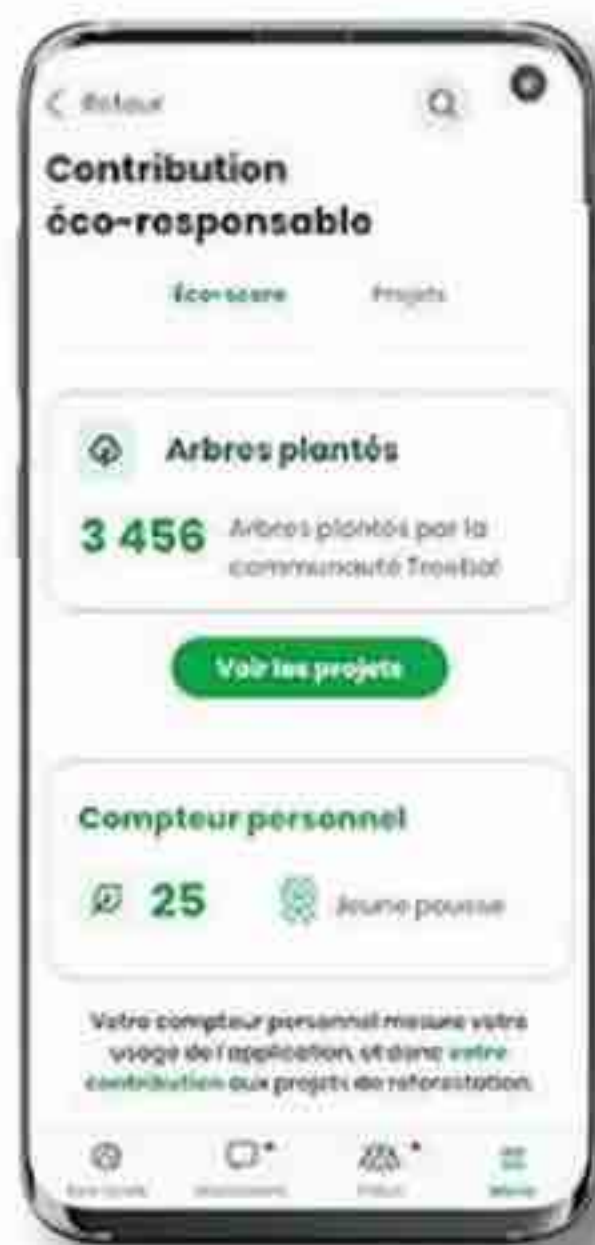 Retour
Contribution
éco-responsable
Éco-score Projets
Arbres plantés
3 456 Arbres plantés par la
communauté Treebal
Voir les projets
Compteur personnel
25 Jeune pousse
Votre compteur personnel mesure votre
usage de l'application, et donc votre
contribution aux projets de reforestation.
Menu